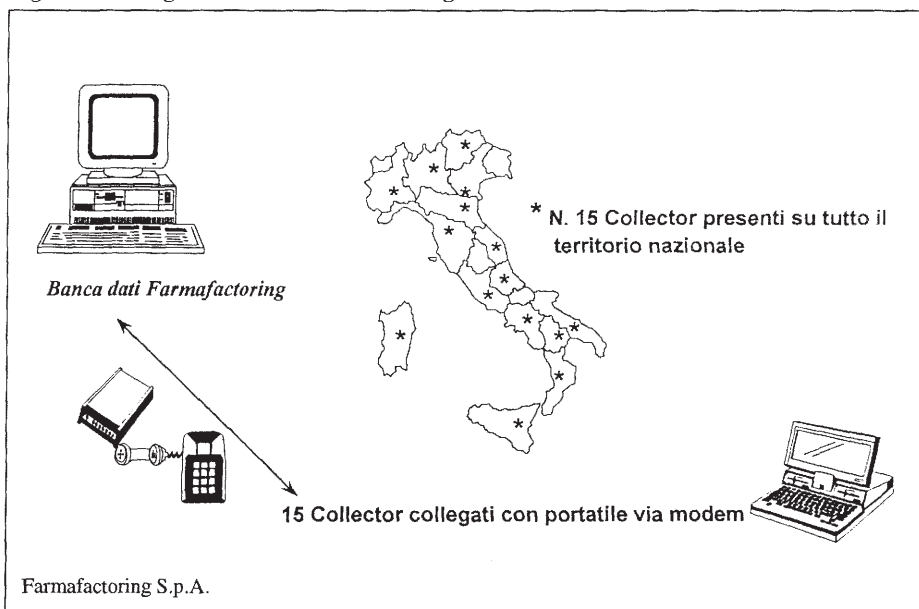 * N. 15 Collector presenti su tutto il
territorio nazionale
Banca dati Farmafactoring
15 Collector collegati con portatile via modem
Farmafactoring S.p.A.